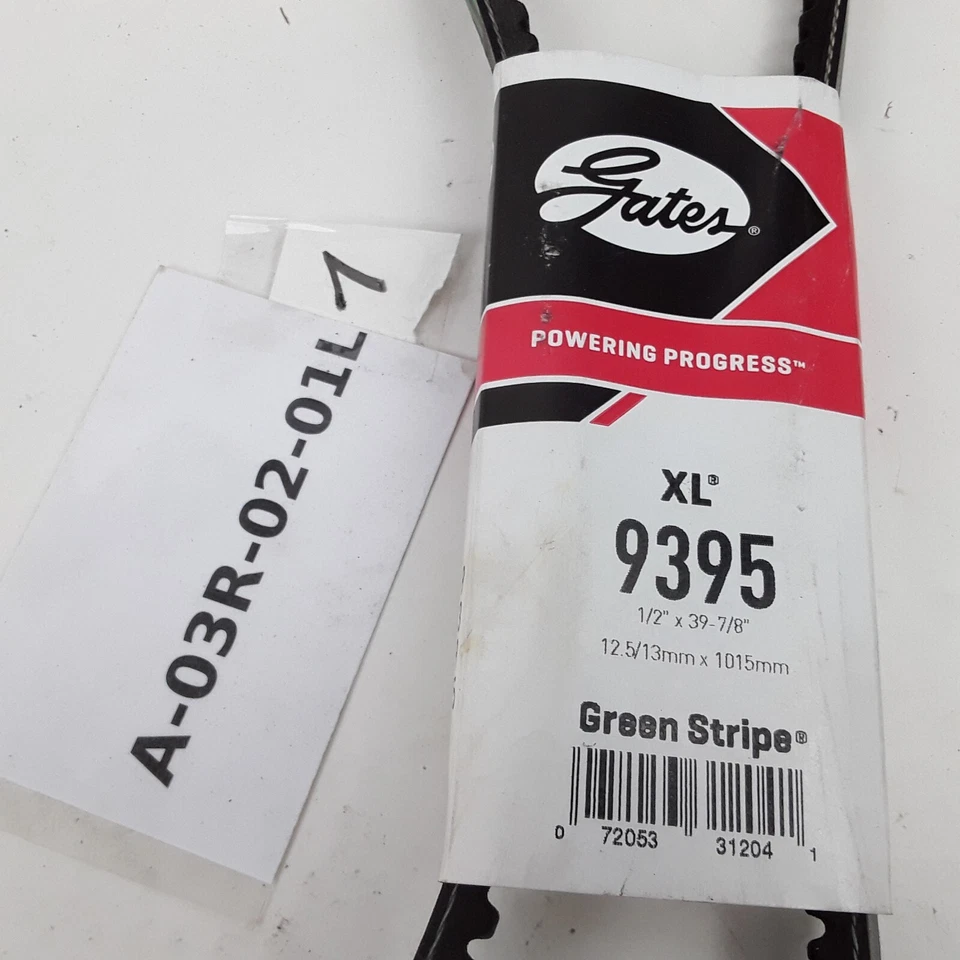 A-03R-02-01L
1
Gates®
POWERING PROGRESS™
XL®
9395
1/2" x 39-7/8"
12.5/13mm x 1015mm
Green Stripe®
0 72053 31204 1